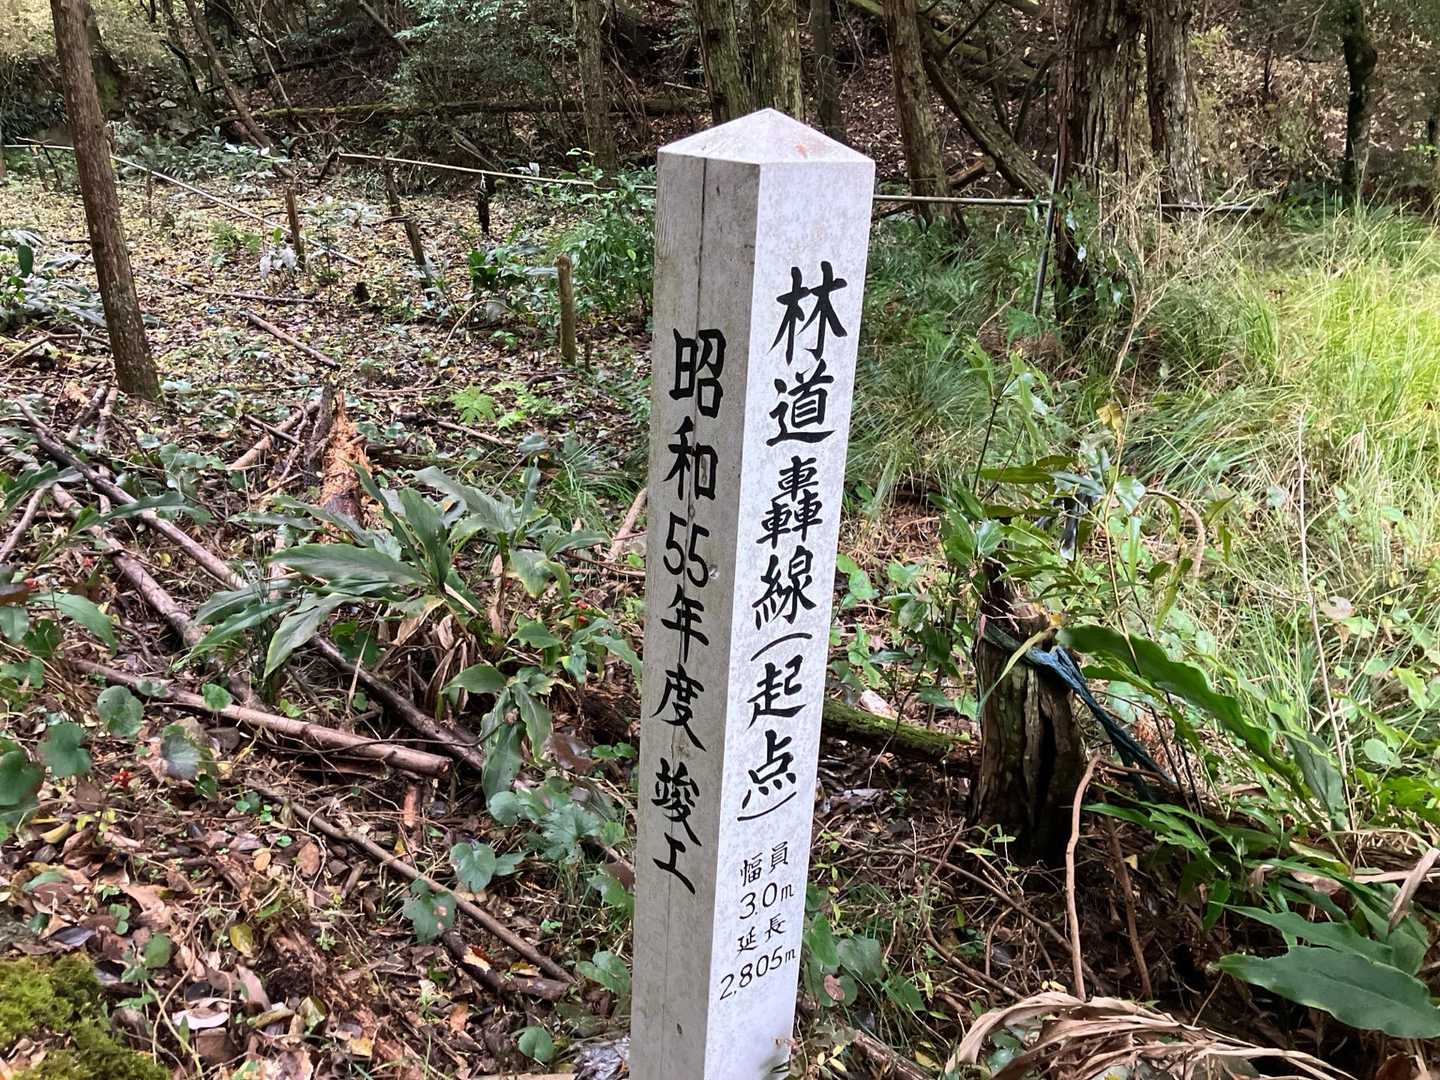 林道轟線(起点)
幅員
3.0m
延長
2,805m
昭和55年度竣工